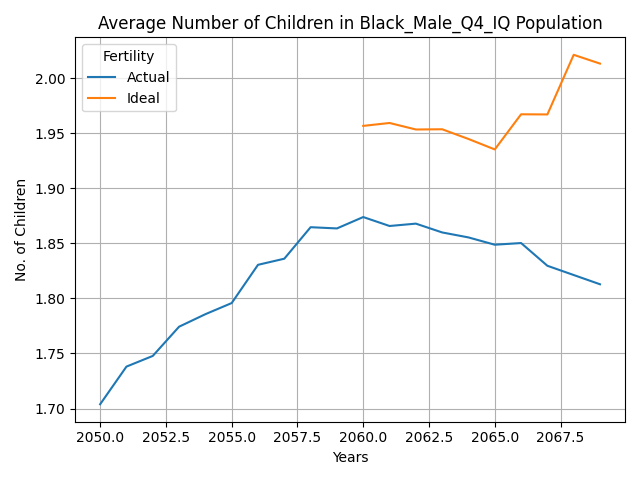 Average Number of Children in Black_Male_Q4_IQ Population
Fertility
Actual
Ideal
2.00
1.95
1.90
1.85
1.80
1.75
1.70
No. of Children
2050.0 2052.5 2055.0 2057.5 2060.0 2062.5 2065.0 2067.5
Years